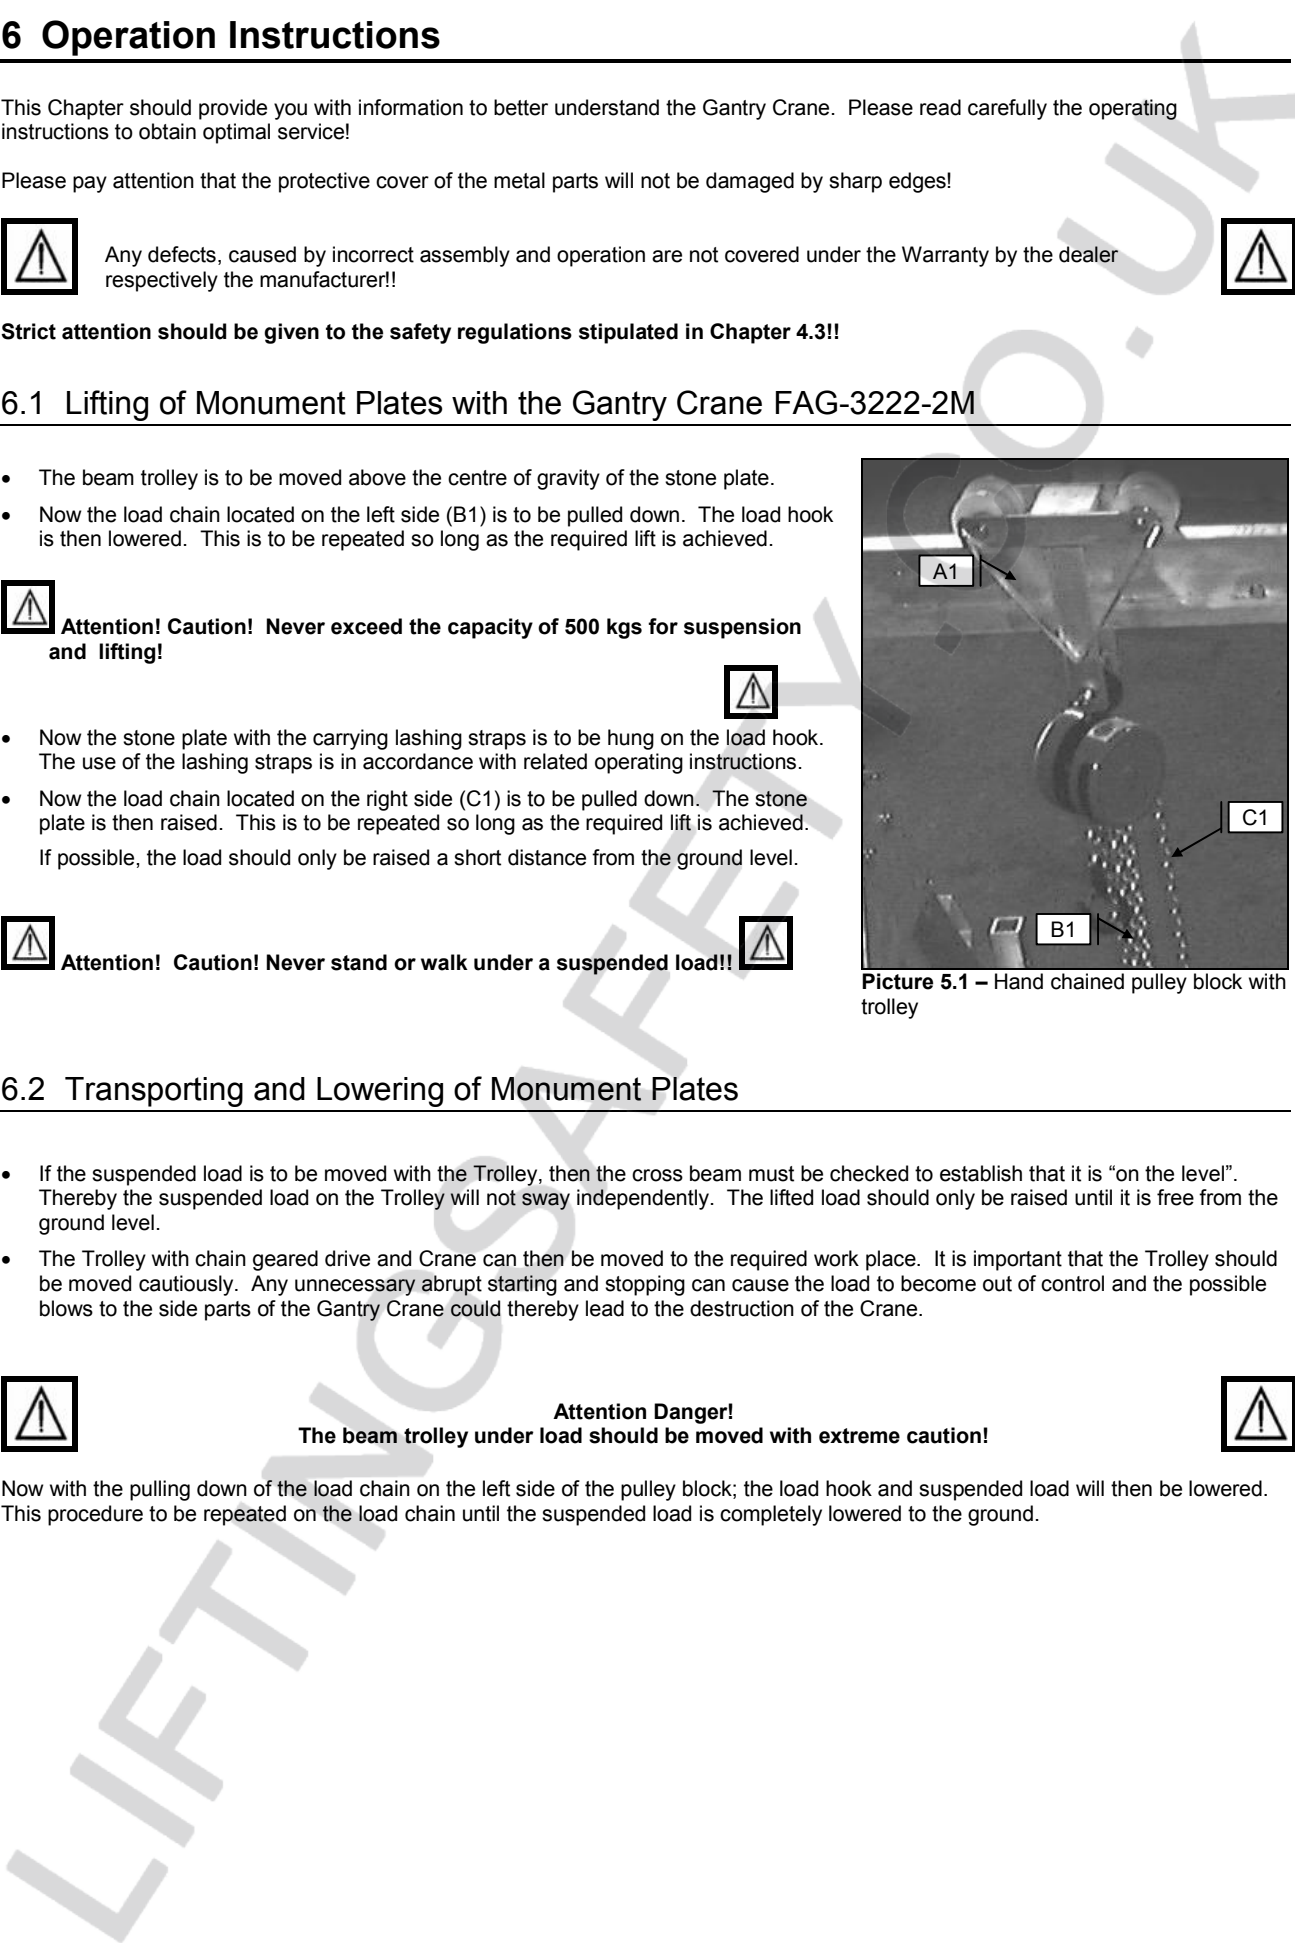 6 Operation Instructions
This Chapter should provide you with information to better understand the Gantry Crane. Please read carefully the operating
instructions to obtain optimal service!
Please pay attention that the protective cover of the metal parts will not be damaged by sharp edges!
Any defects, caused by incorrect assembly and operation are not covered under the Warranty by the dealer
respectively the manufacturer!!
Strict attention should be given to the safety regulations stipulated in Chapter 4.3!!
6.1 Lifting of Monument Plates with the Gantry Crane FAG-3222-2M
• The beam trolley is to be moved above the centre of gravity of the stone plate.
• Now the load chain located on the left side (B1) is to be pulled down. The load hook
is then lowered. This is to be repeated so long as the required lift is achieved.
Attention! Caution! Never exceed the capacity of 500 kgs for suspension
and lifting!
• Now the stone plate with the carrying lashing straps is to be hung on the load hook.
The use of the lashing straps is in accordance with related operating instructions.
• Now the load chain located on the right side (C1) is to be pulled down. The stone
plate is then raised. This is to be repeated so long as the required lift is achieved.
If possible, the load should only be raised a short distance from the ground level.
Attention! Caution! Never stand or walk under a suspended load!!
A1
C1
B1
Picture 5.1 – Hand chained pulley block with
trolley
6.2 Transporting and Lowering of Monument Plates
• If the suspended load is to be moved with the Trolley, then the cross beam must be checked to establish that it is “on the level”.
Thereby the suspended load on the Trolley will not sway independently. The lifted load should only be raised until it is free from the
ground level.
• The Trolley with chain geared drive and Crane can then be moved to the required work place. It is important that the Trolley should
be moved cautiously. Any unnecessary abrupt starting and stopping can cause the load to become out of control and the possible
blows to the side parts of the Gantry Crane could thereby lead to the destruction of the Crane.
Attention Danger!
The beam trolley under load should be moved with extreme caution!
Now with the pulling down of the load chain on the left side of the pulley block; the load hook and suspended load will then be lowered.
This procedure to be repeated on the load chain until the suspended load is completely lowered to the ground.
LIFTINGSAFETY.CO.UK